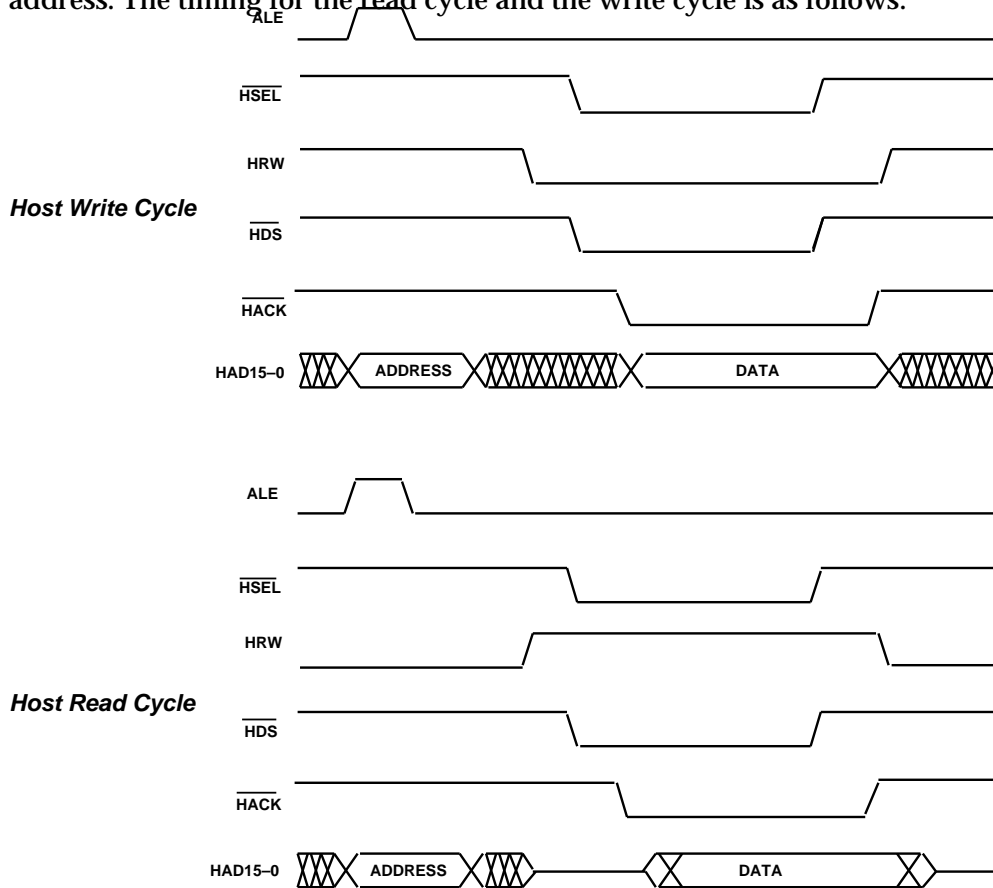 address. The timing for the read cycle and the write cycle is as follows:
ALE
HSEL
HRW
Host Write Cycle
HDS
HACK
HAD15–0 ADDRESS DATA
ALE
HSEL
HRW
Host Read Cycle
HDS
HACK
HAD15–0 ADDRESS DATA